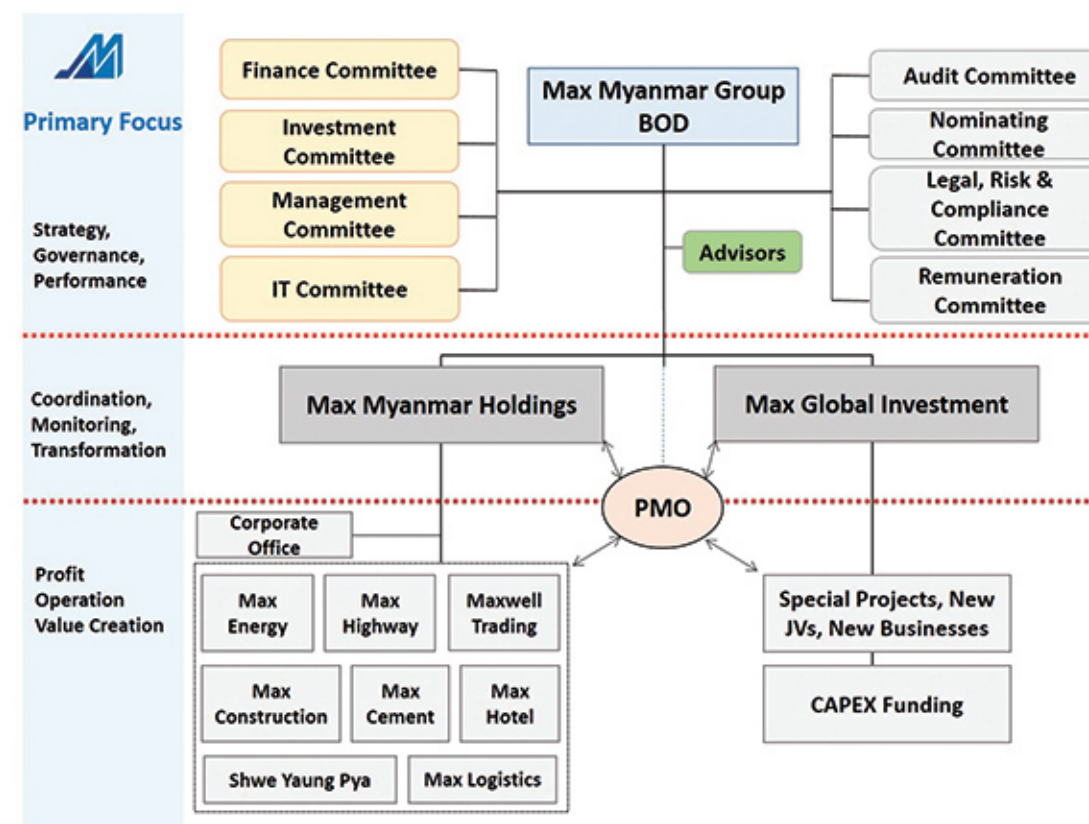 Primary Focus
Finance Committee
Investment
Committee
Management
Committee
IT Committee
Max Myanmar Group
BOD
Advisors
Audit Committee
Nominating
Committee
Legal, Risk &
Compliance
Committee
Remuneration
Committee
Strategy,
Governance,
Performance
Coordination,
Monitoring,
Transformation
Max Myanmar Holdings
Max Global Investment
PMO
Profit
Operation
Value Creation
Corporate
Office
Max
Energy
Max
Highway
Maxwell
Trading
Max
Construction
Max
Cement
Max
Hotel
Shwe Yaung Pya
Max Logistics
Special Projects, New
JVs, New Businesses
CAPEX Funding